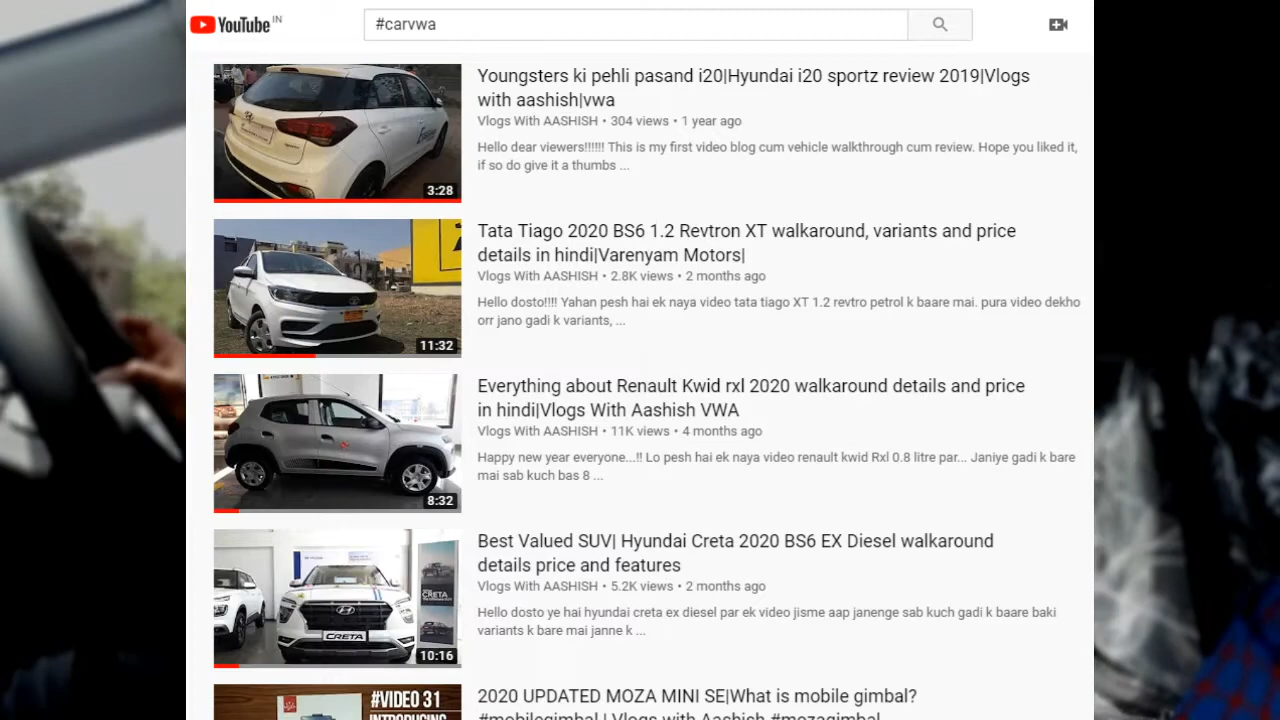 YouTube IN
#carvwa
Youngsters ki pehli pasand i20|Hyundai i20 sportz review 2019|Vlogs
with aashish|vwa
Vlogs With AASHISH • 304 views • 1 year ago
Hello dear viewers!!!!!! This is my first video blog cum vehicle walkthrough cum review. Hope you liked it,
if so do give it a thumbs ...
3:28
Tata Tiago 2020 BS6 1.2 Revtron XT walkaround, variants and price
details in hindi|Varenyam Motors|
Vlogs With AASHISH • 2.8K views • 2 months ago
Hello dosto!!!! Yahan pesh hai ek naya video tata tiago XT 1.2 revtro petrol k baare mai. pura video dekho
orr jano gadi k variants, ...
11:32
Everything about Renault Kwid rxl 2020 walkaround details and price
in hindi|Vlogs With Aashish VWA
Vlogs With AASHISH • 11K views • 4 months ago
Happy new year everyone...!! Lo pesh hai ek naya video renault kwid Rxl 0.8 litre par... Janiye gadi k bare
mai sab kuch bas 8 ...
8:32
Best Valued SUV| Hyundai Creta 2020 BS6 EX Diesel walkaround
details price and features
Vlogs With AASHISH • 5.2K views • 2 months ago
Hello dosto ye hai hyundai creta ex diesel par ek video jisme aap janenge sab kuch gadi k baare baki
variants k bare mai janne k ...
CRETA
CRETA
10:16
#VIDEO 31
INTRODUCING
2020 UPDATED MOZA MINI SE|What is mobile gimbal?
#mobilegimbal | Vlogs with Aashish #mozagimbal